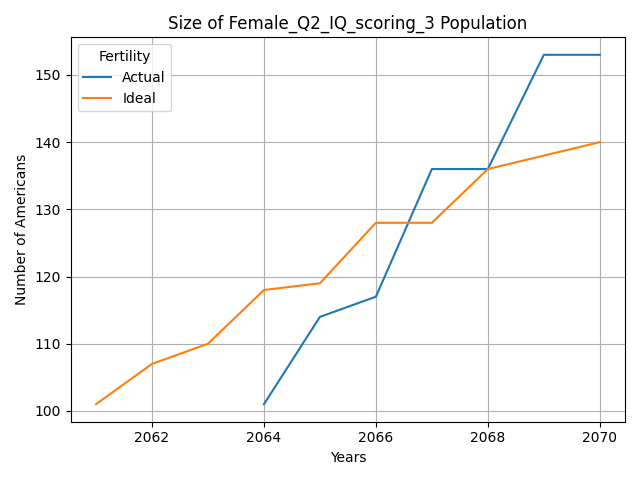 Size of Female_Q2_IQ_scoring_3 Population
Fertility
Actual
Ideal
Number of Americans
150
140
130
120
110
100
2062
2064
2066
2068
2070
Years